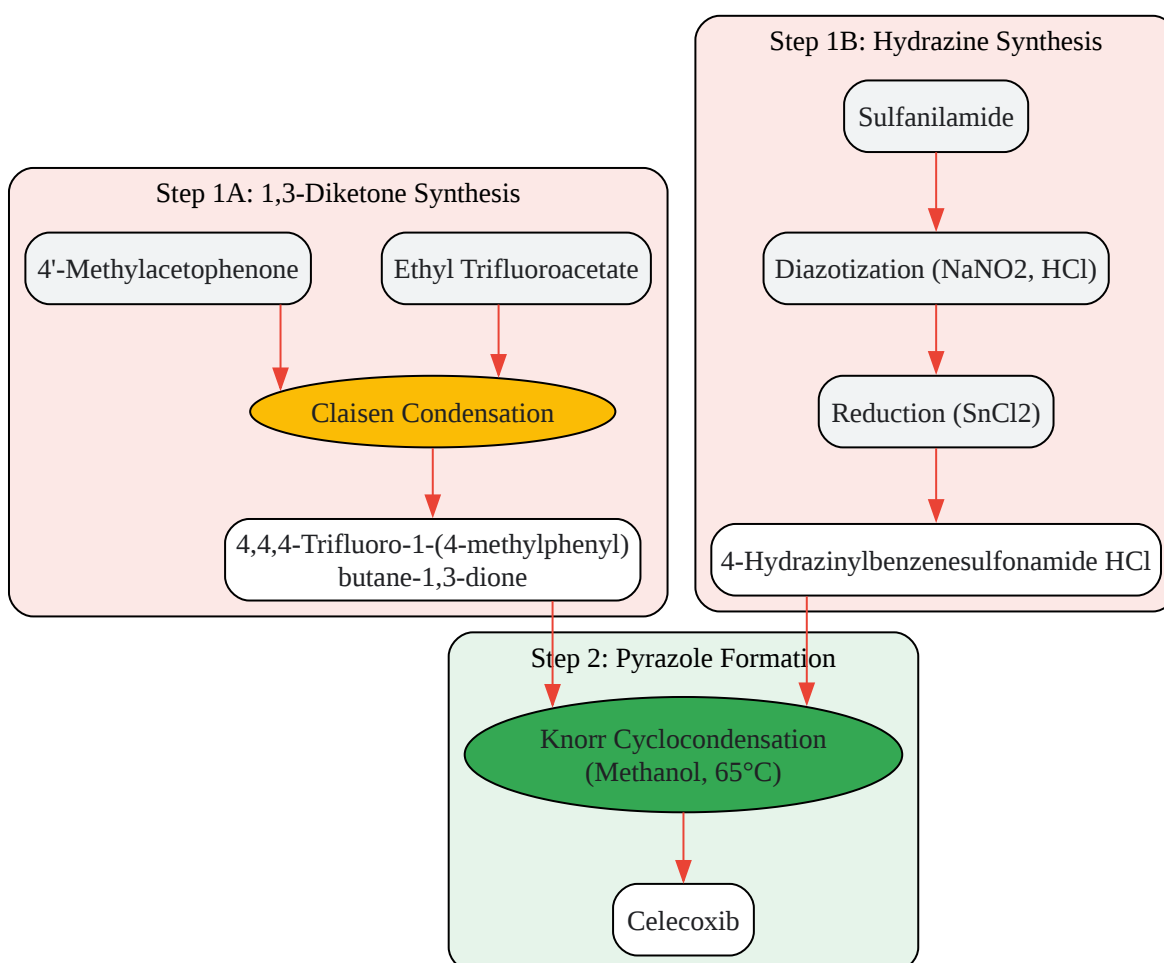 Step 1B: Hydrazine Synthesis
Sulfanilamide
Step 1A: 1,3-Diketone Synthesis
4'-Methylacetophenone
Ethyl Trifluoroacetate
Diazotization (NaNO2, HCl)
Claisen Condensation
Reduction (SnCl2)
4,4,4-Trifluoro-1-(4-methylphenyl)
butane-1,3-dione
4-Hydrazinylbenzenesulfonamide HCl
Step 2: Pyrazole Formation
Knorr Cyclocondensation
(Methanol, 65°C)
Celecoxib